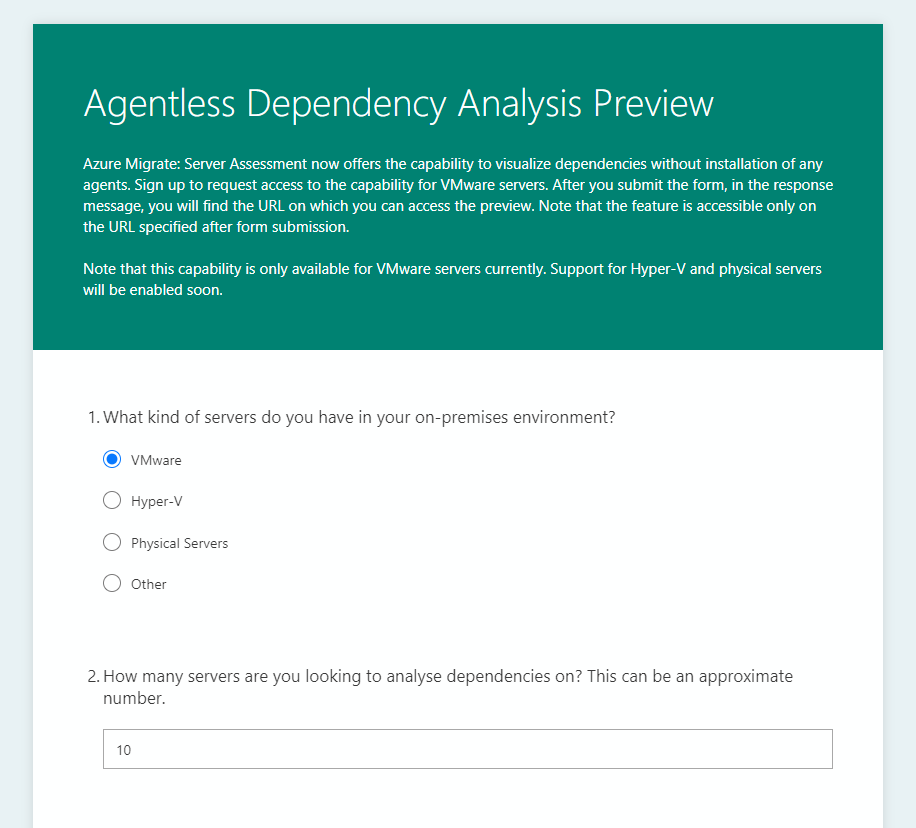 Agentless Dependency Analysis Preview
Azure Migrate: Server Assessment now offers the capability to visualize dependencies without installation of any
agents. Sign up to request access to the capability for VMware servers. After you submit the form, in the response
message, you will find the URL on which you can access the preview. Note that the feature is accessible only on
the URL specified after form submission.
Note that this capability is only available for VMware servers currently. Support for Hyper-V and physical servers
will be enabled soon.
1. What kind of servers do you have in your on-premises environment?
VMware
Hyper-V
Physical Servers
Other
2. How many servers are you looking to analyse dependencies on? This can be an approximate
number.
10